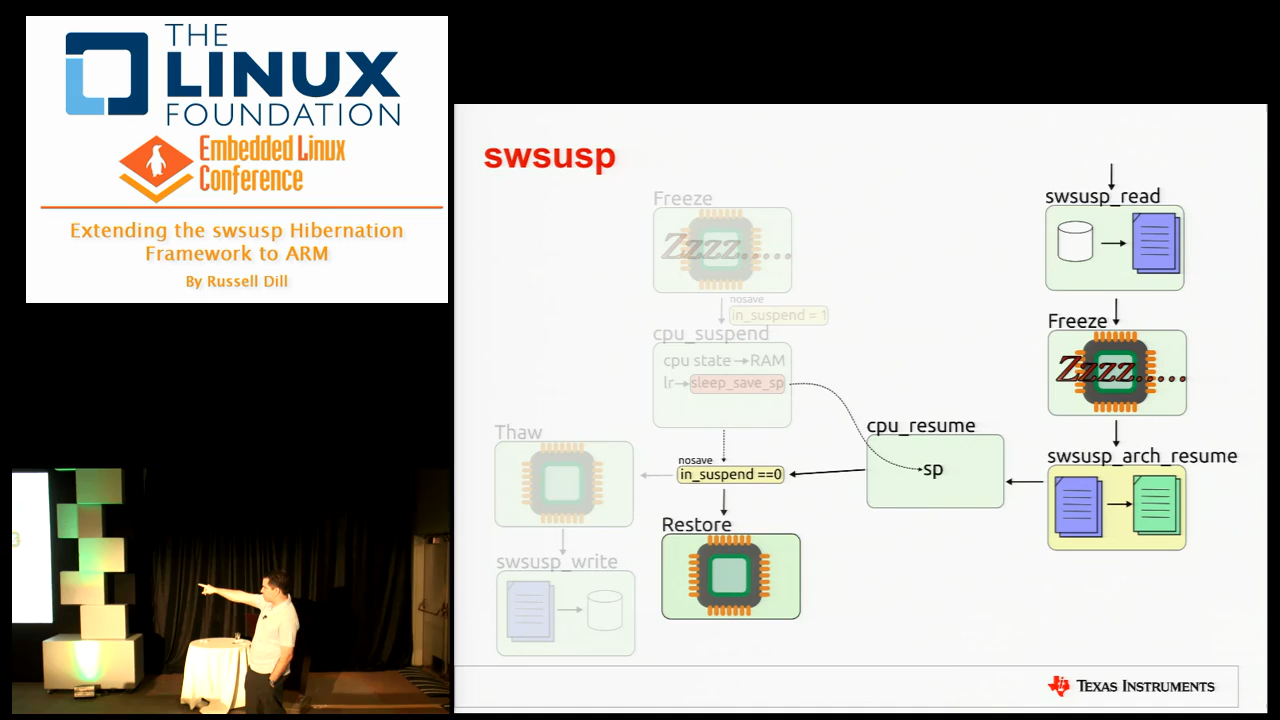 THE
LINUX
FOUNDATION
Embedded Linux
Conference
Extending the swsusp Hibernation
Framework to ARM
By Russell Dill
swsusp
Freeze
Zzzz.....
nosave
in_suspend = 1
cpu_suspend
cpu state → RAM
lr → sleep_save_sp
Thaw
nosave
in_suspend ==0
Restore
swsusp_write
cpu_resume
sp
swsusp_read
Freeze
Zzzz.....
swsusp_arch_resume
TEXAS INSTRUMENTS